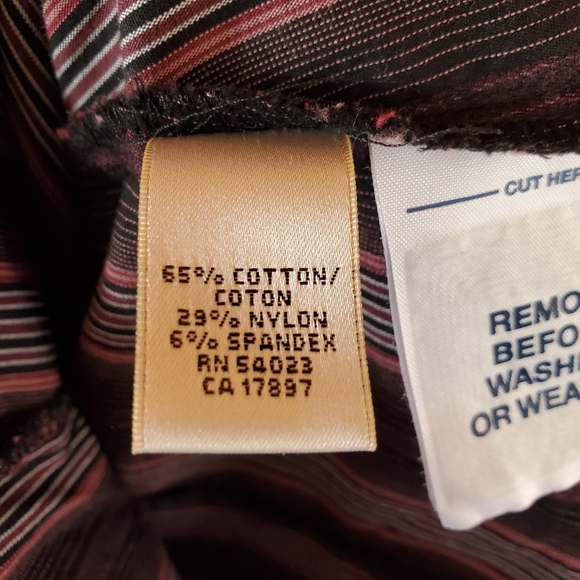 65% COTTON/
COTON
29% NYLON
6% SPANDEX
RN 54023
CA 17897
CUT HER
REMO
BEFO
WASH
OR WEA